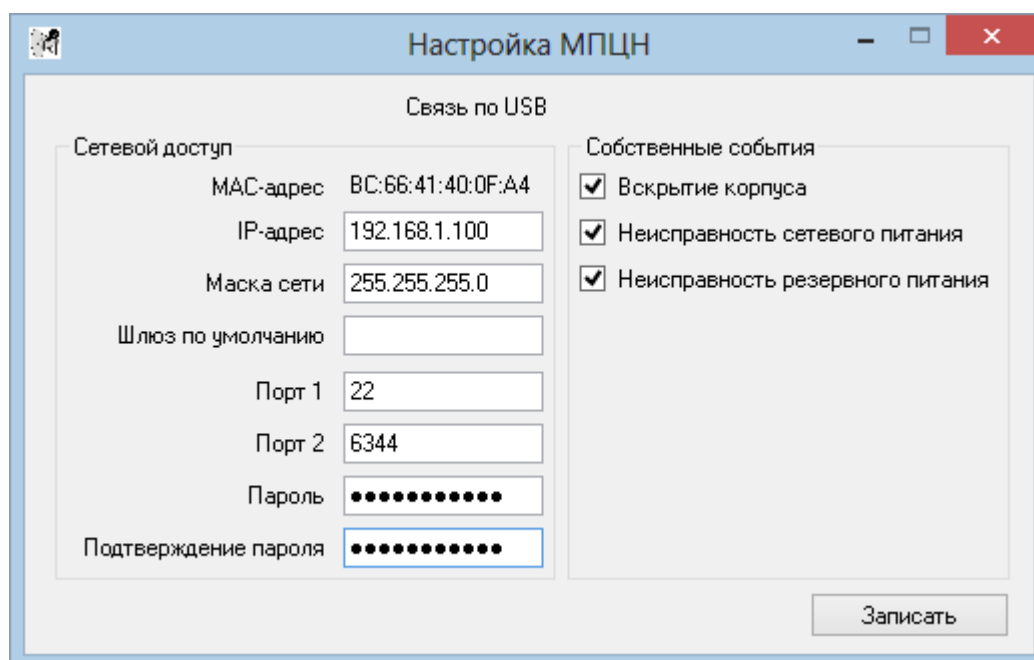 Настройка МПЦН
Связь по USB
Сетевой доступ
MAC-адрес BC:66:41:40:0F:A4
IP-адрес 192.168.1.100
Маска сети 255.255.255.0
Шлюз по умолчанию
Порт 1 22
Порт 2 6344
Пароль •••••••••••
Подтверждение пароля •••••••••••
Собственные события
Вскрытие корпуса
Неисправность сетевого питания
Неисправность резервного питания
Записать